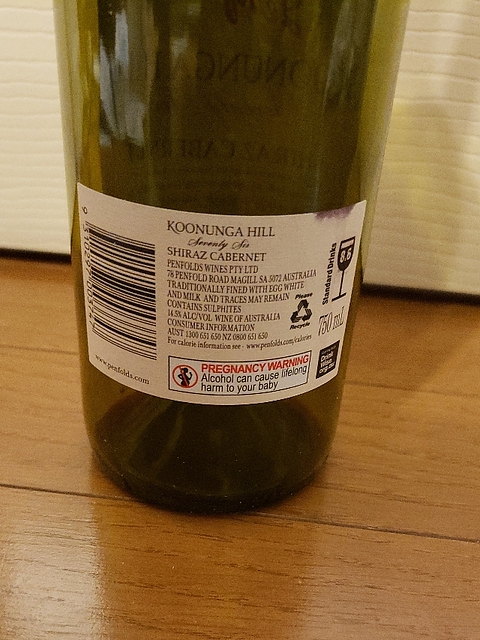 KOONUNGA HILL
Seventy Six
SHIRAZ CABERNET
PENFOLDS WINES PTY LTD
78 PENFOLD ROAD MAGILL SA 5072 AUSTRALIA
TRADITIONALLY FINED WITH EGG WHITE
AND MILK AND TRACES MAY REMAIN
CONTAINS SULPHITES
14.5% ALC/VOL WINE OF AUSTRALIA
CONSUMER INFORMATION
AUST 1300 651 650 NZ 0800 651 650
For calorie information see - www.penfolds.com/calories
PREGNANCY WARNING
Alcohol can cause lifelong
harm to your baby
www.penfolds.com
Please
Recycle
Standard Drinks
8.6
750 mL